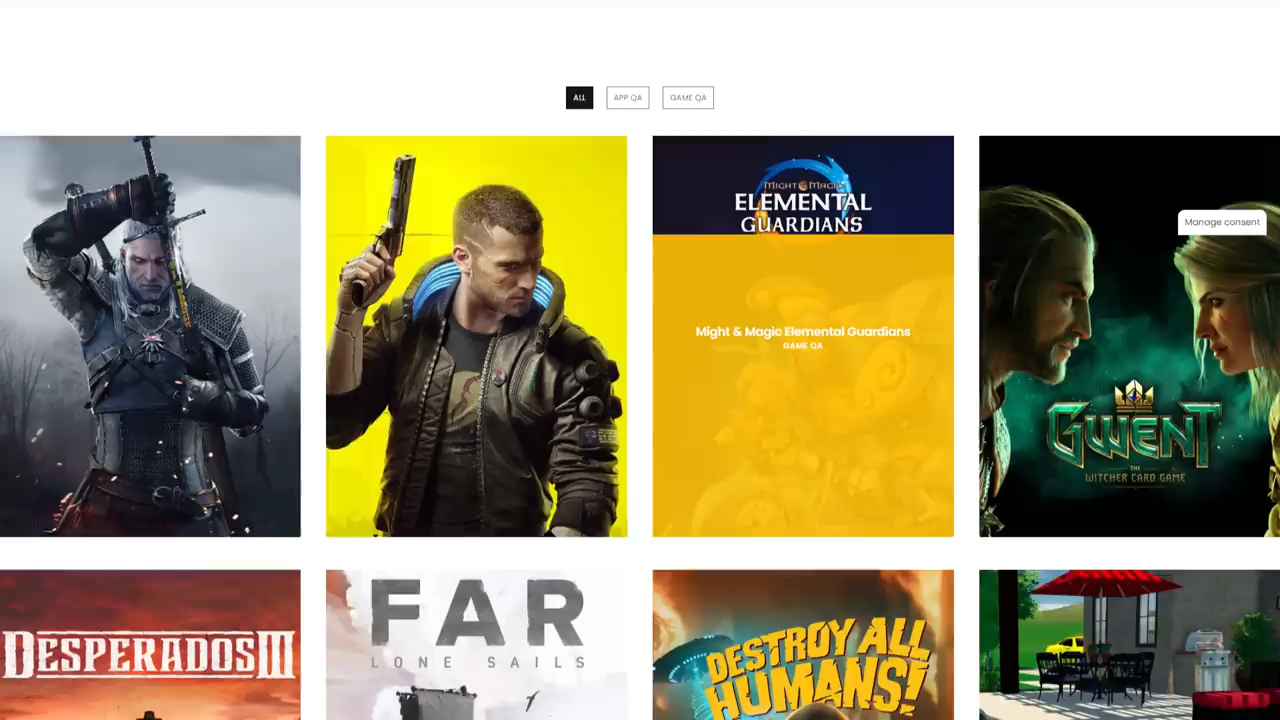 ALL
APP QA
GAME QA
MIGHT & MAGIC
ELEMENTAL
GUARDIANS
Might & Magic Elemental Guardians
GAME QA
Manage consent
GWENT
THE
WITCHER CARD GAME
DESPERADOS III
FAR
LONE SAILS
DESTROY ALL
HUMANS!